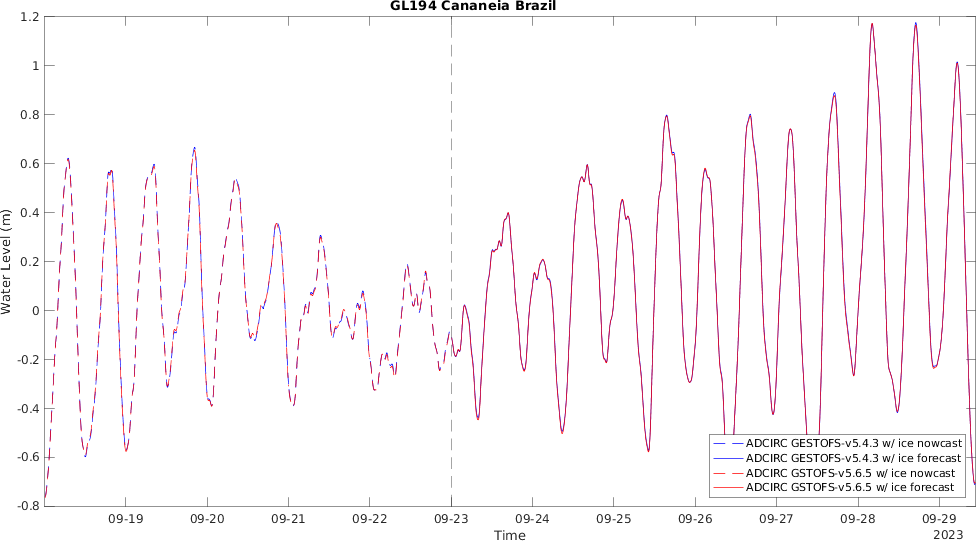 GL194 Cananeia Brazil
1.2
1
0.8
0.6
0.4
0.2
0
-0.2
-0.4
-0.6
-0.8
Water Level (m)
ADCIRC GESTOFS-v5.4.3 w/ ice nowcast
ADCIRC GSTOFS-v5.4.3 w/ ice forecast
ADCIRC GSTOFS-v5.6.5 w/ ice nowcast
ADCIRC GESTOFS-v5.6.5 w/ ice forecast
09-19 09-20 09-21 09-22 09-23 09-24 09-25 09-26 09-27 09-28 09-29
Time
2023